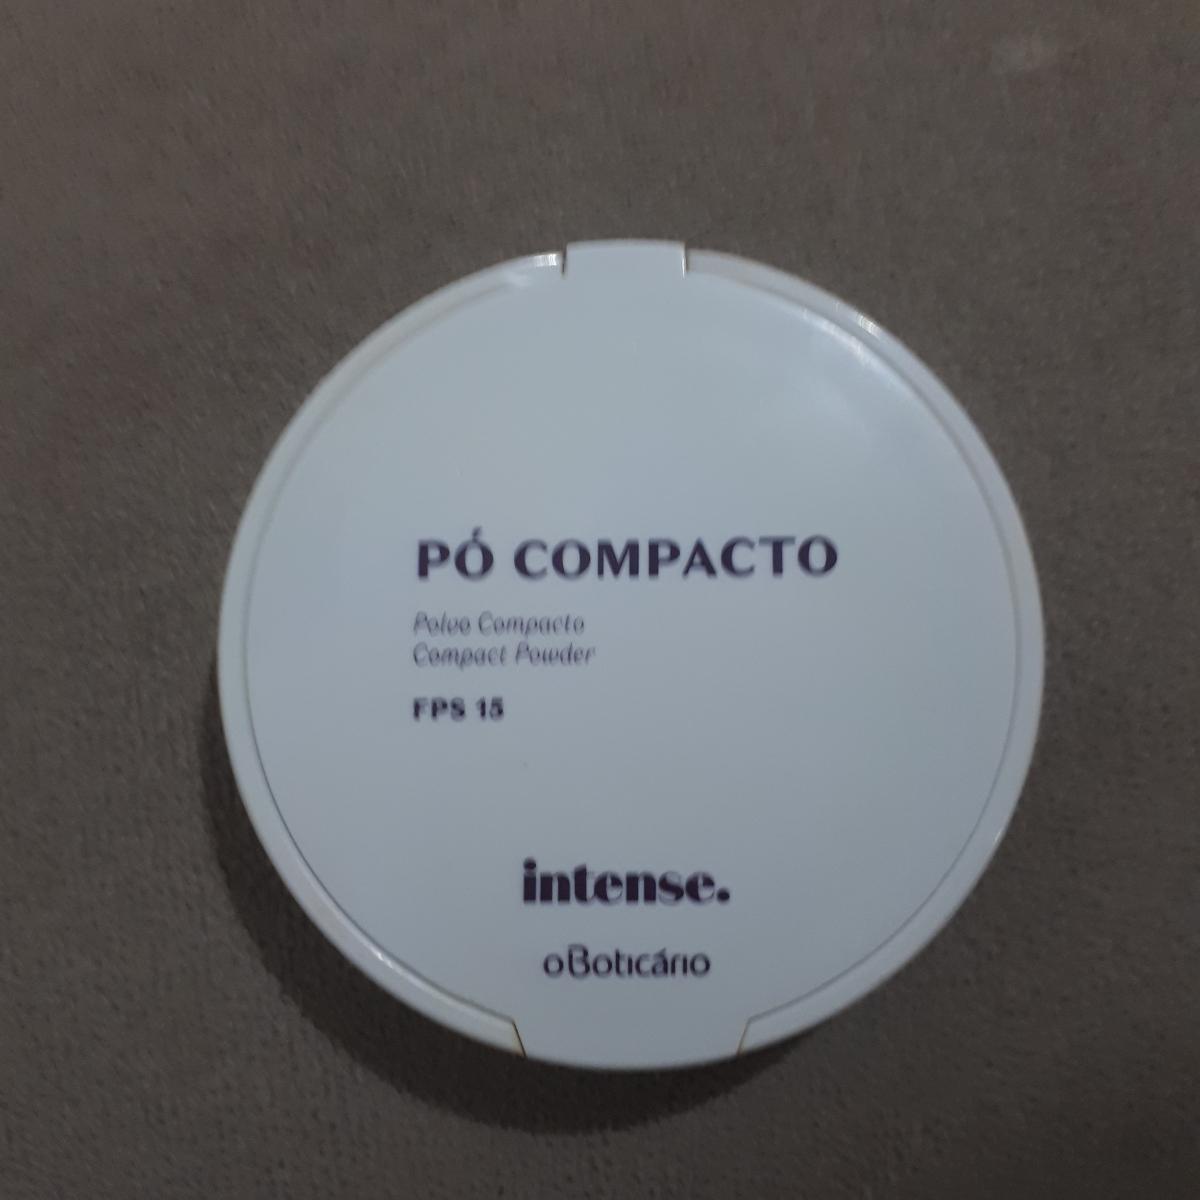 PÓ COMPACTO
Polvo Compacto
Compact Powder
FPS 15
intense.
oBoticário